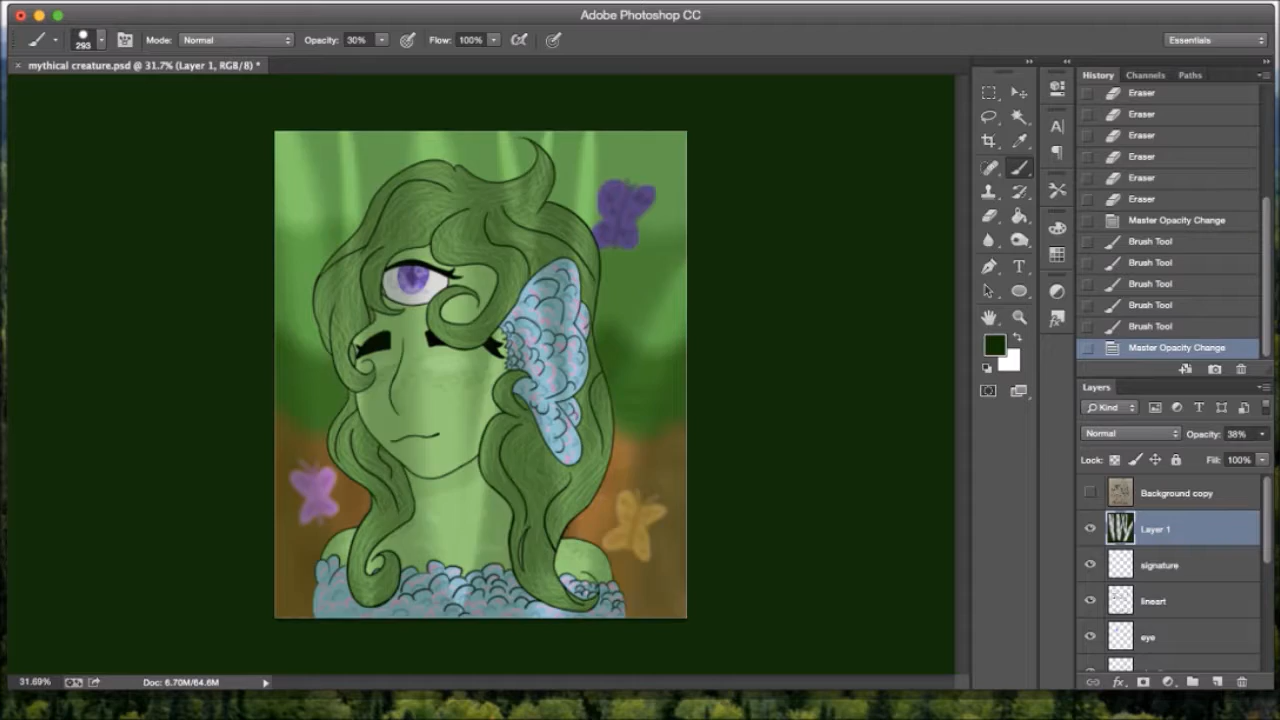 Adobe Photoshop CC
293 Mode: Normal Opacity: 30% Flow: 100% Essentials
× mythical creature.psd @ 31.7% (Layer 1, RGB/8) *
History Channels Paths
Eraser
Eraser
Eraser
Eraser
Eraser
Eraser
Master Opacity Change
Brush Tool
Brush Tool
Brush Tool
Brush Tool
Brush Tool
Master Opacity Change
Layers
Kind
Normal Opacity: 38%
Lock: Fill: 100%
Background copy
Layer 1
signature
lineart
eye
31.69% Doc: 6.70M/64.6M